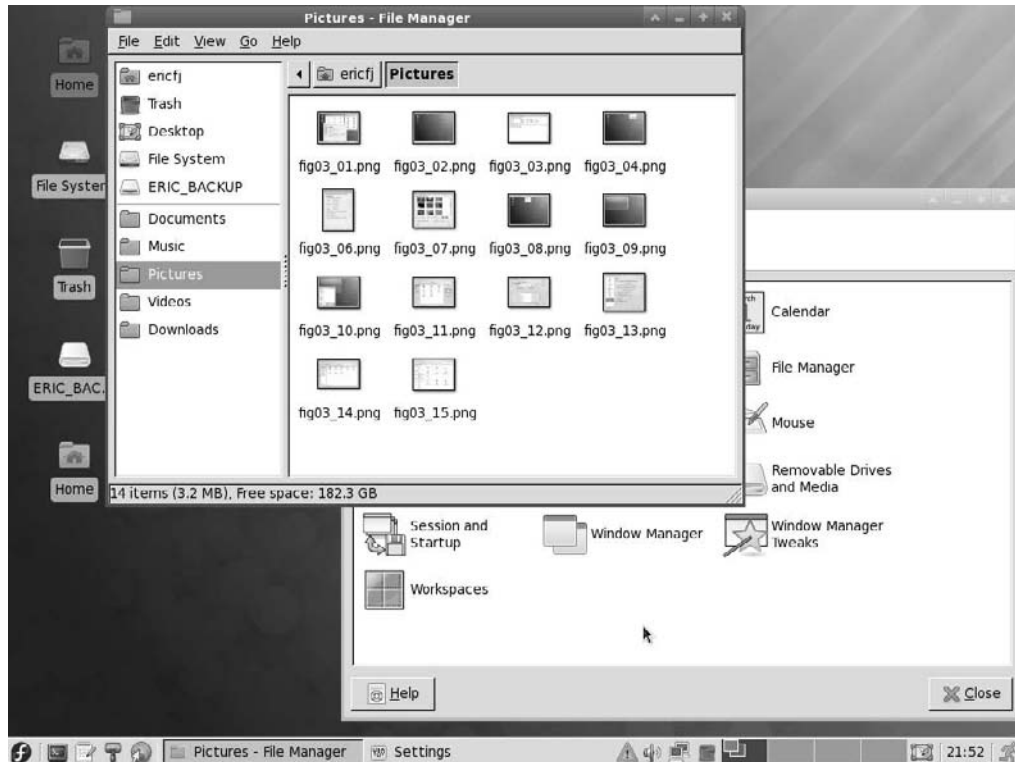 Pictures - File Manager
File Edit View Go Help
ericfj
Trash
Desktop
File System
ERIC_BACKUP
Documents
Music
Pictures
Videos
Downloads
ericfj Pictures
fig03_01.png fig03_02.png fig03_03.png fig03_04.png
fig03_06.png fig03_07.png fig03_08.png fig03_09.png
fig03_10.png fig03_11.png fig03_12.png fig03_13.png
fig03_14.png fig03_15.png
14 items (3.2 MB), Free space: 182.3 GB
Home
File Syster
Trash
ERIC_BAC.
Home
Calendar
File Manager
Mouse
Removable Drives
and Media
Session and
Startup
Window Manager
Window Manager
Tweaks
Workspaces
Help
Close
Pictures - File Manager
Settings
21:52